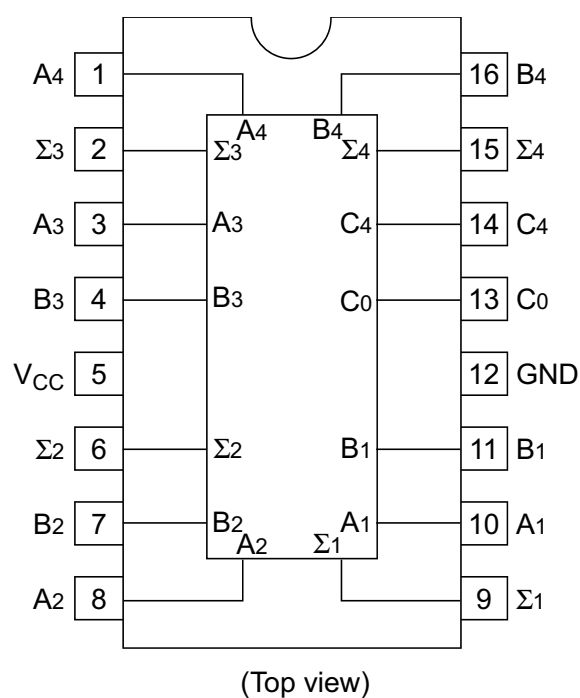 A4 1 16 B4
A4 B4
Σ3 2 Σ3 Σ4 15 Σ4
A3 3 A3 C4 14 C4
B3 4 B3 C0 13 C0
VCC 5 12 GND
Σ2 6 Σ2 B1 11 B1
B2 7 B2 A1 10 A1
A2 Σ1
A2 8 9 Σ1
(Top view)